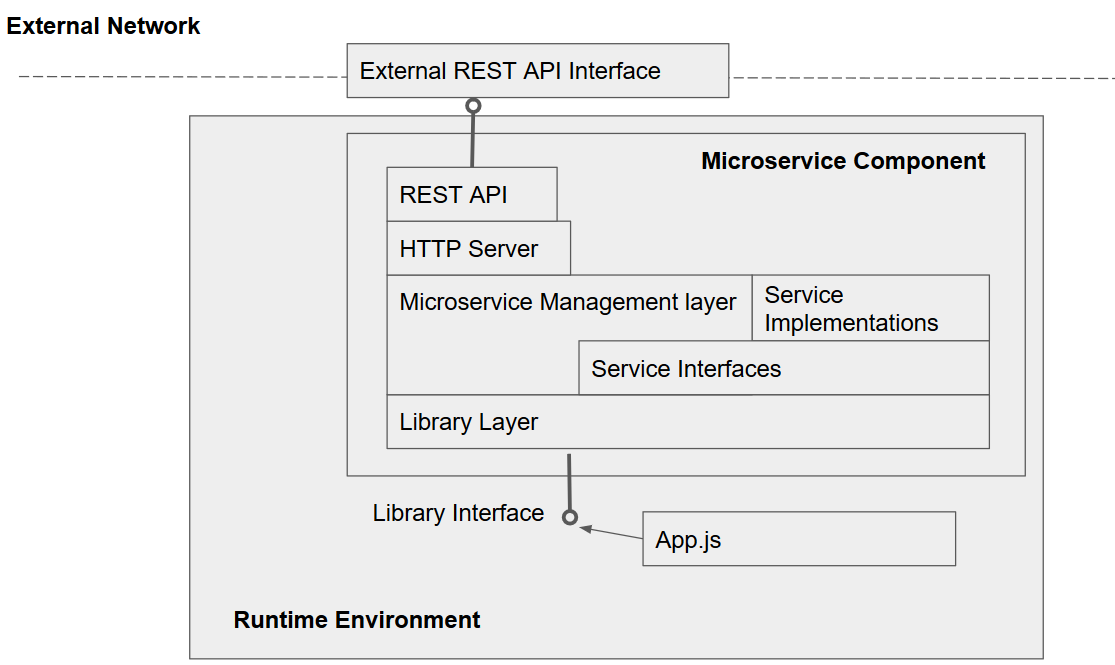 External Network
External REST API Interface
Microservice Component
REST API
HTTP Server
Microservice Management layer
Service
Implementations
Service Interfaces
Library Layer
Library Interface
App.js
Runtime Environment